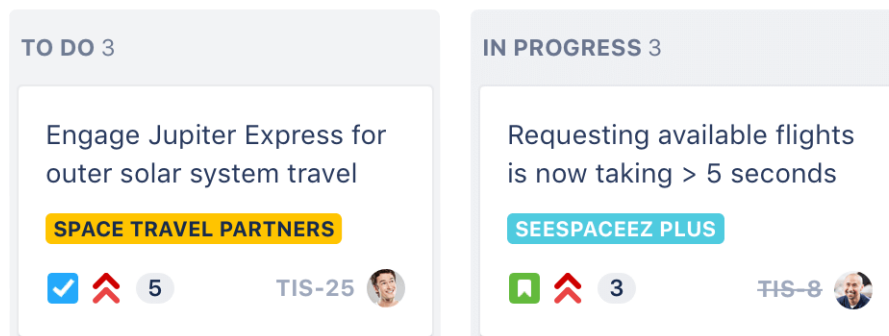 TO DO 3
Engage Jupiter Express for
outer solar system travel
SPACE TRAVEL PARTNERS
5 TIS-25
IN PROGRESS 3
Requesting available flights
is now taking > 5 seconds
SEESPACEEZ PLUS
3 TIS-8